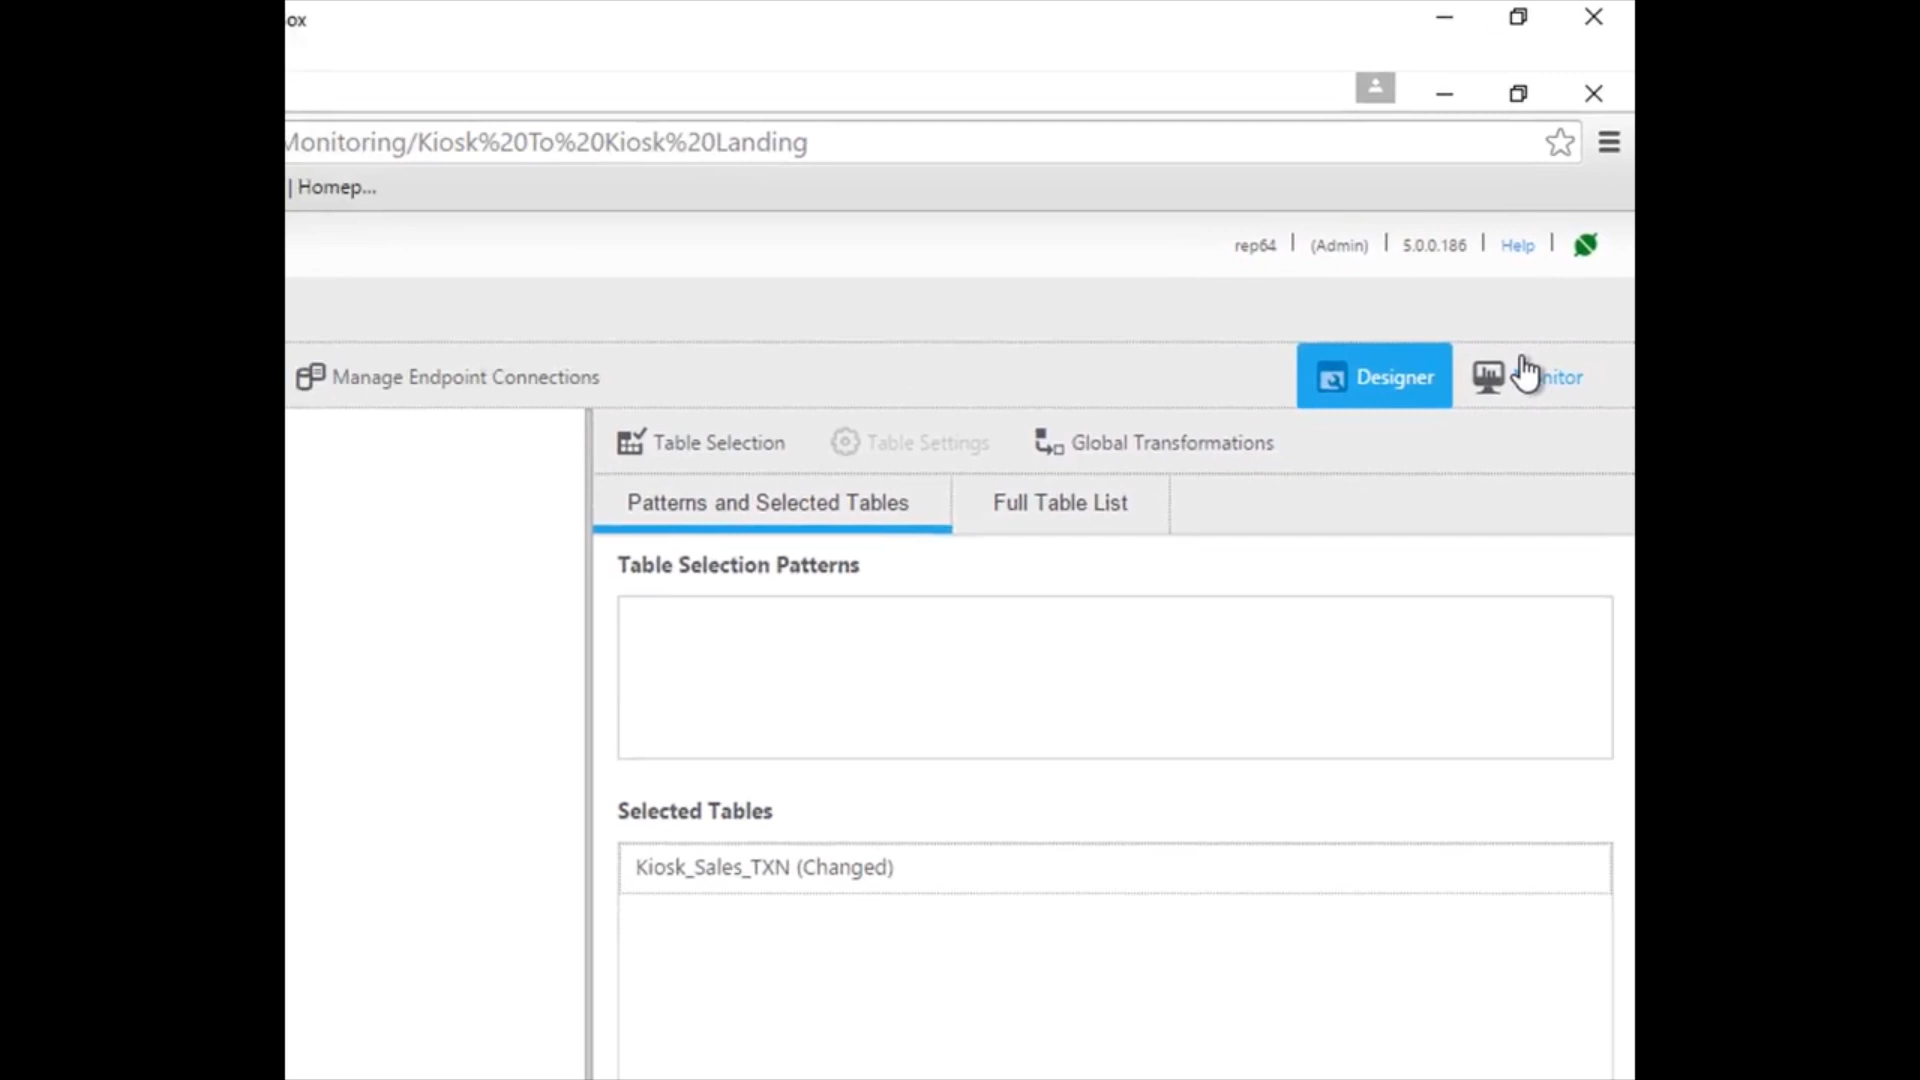 ox
Monitoring/Kiosk%20To%20Kiosk%20Landing
| Homep...
rep64 | (Admin) | 5.0.0.186 | Help |
Manage Endpoint Connections
Designer
nitor
Table Selection
Table Settings
Global Transformations
Patterns and Selected Tables
Full Table List
Table Selection Patterns
Selected Tables
Kiosk_Sales_TXN (Changed)